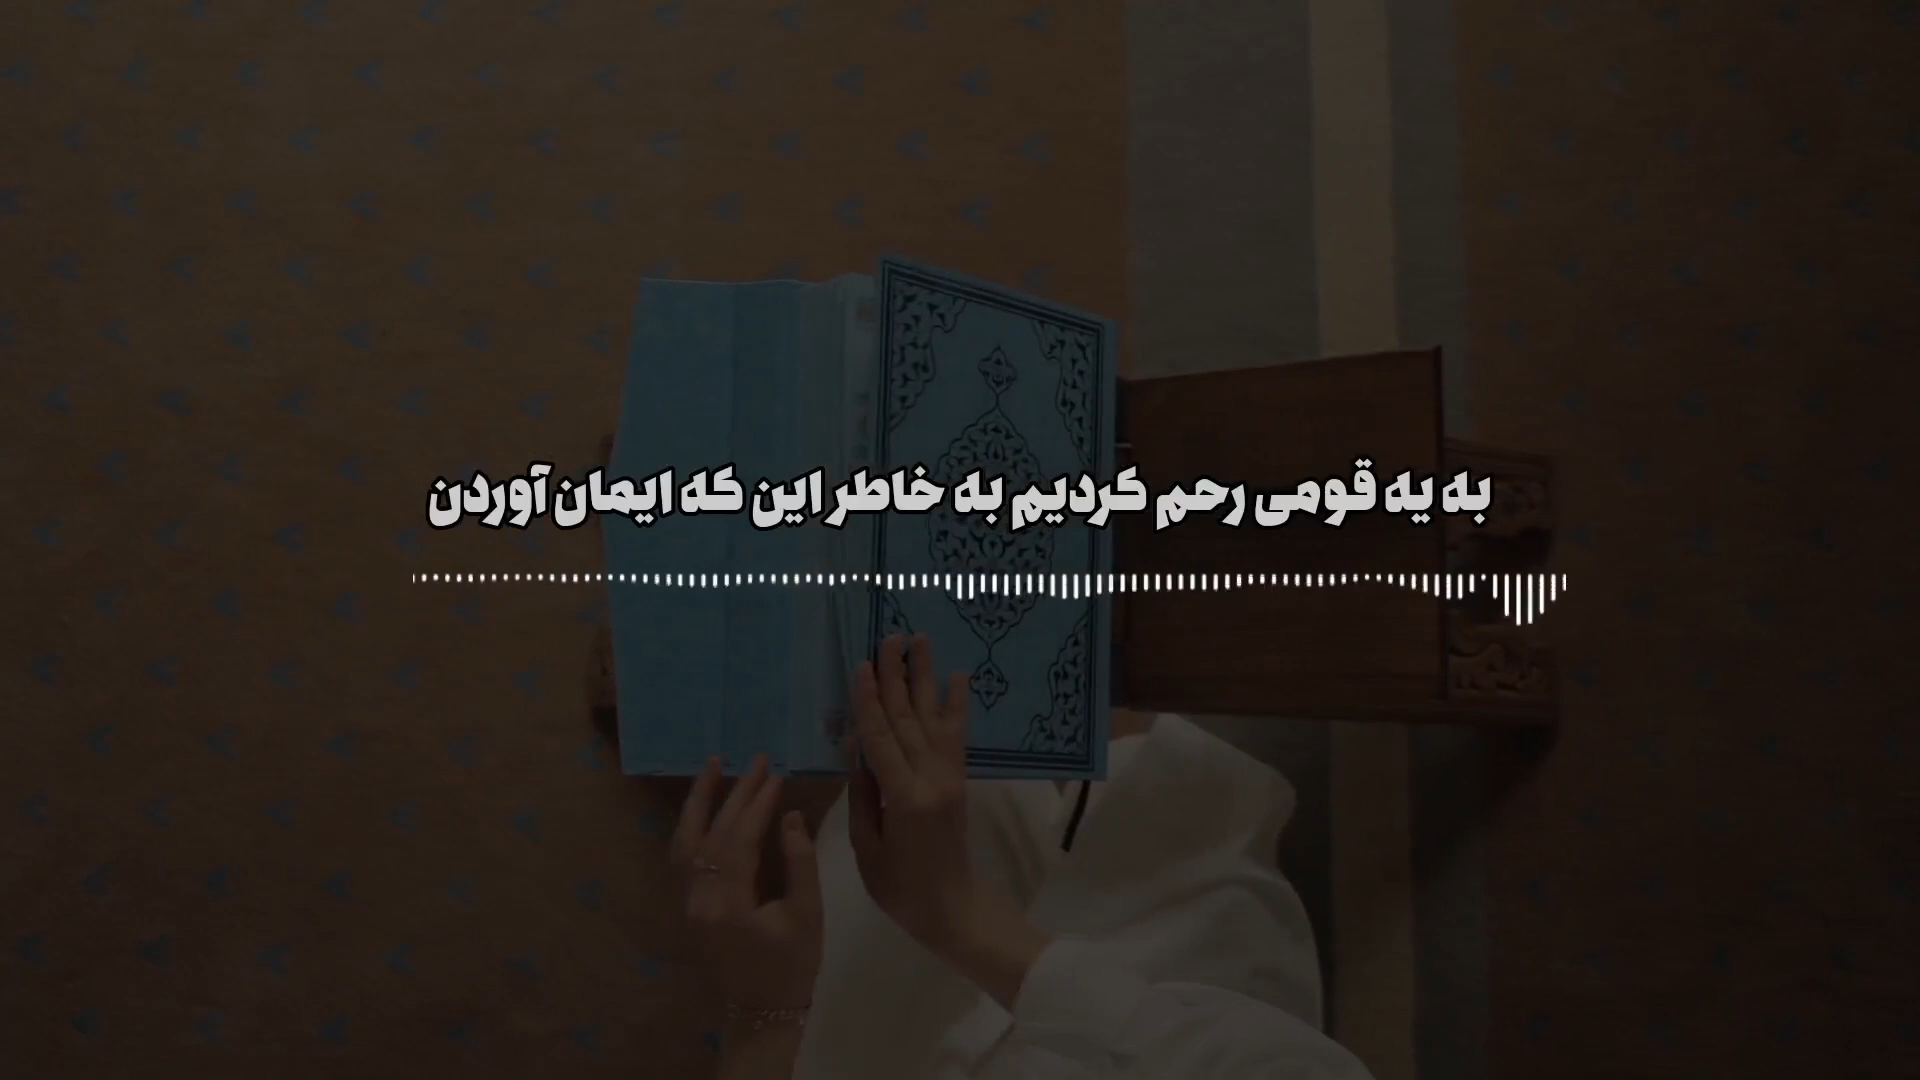 به یه قومی رحم کردیم به خاطر این که ایمان آوردن